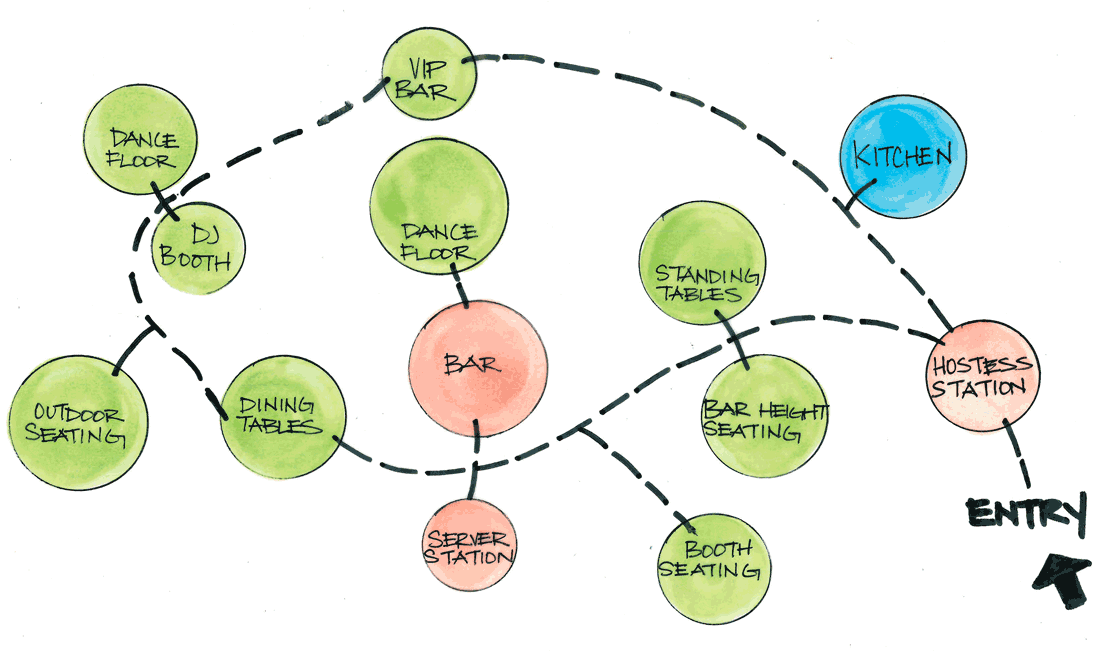 VIP
BAR
DANCE
FLOOR
KITCHEN
DJ
BOOTH
DANCE
FLOOR
STANDING
TABLES
BAR
HOSTESS
STATION
OUTDOOR
SEATING
DINING
TABLES
BAR HEIGHT
SEATING
ENTRY
SERVER
STATION
BOOTH
SEATING